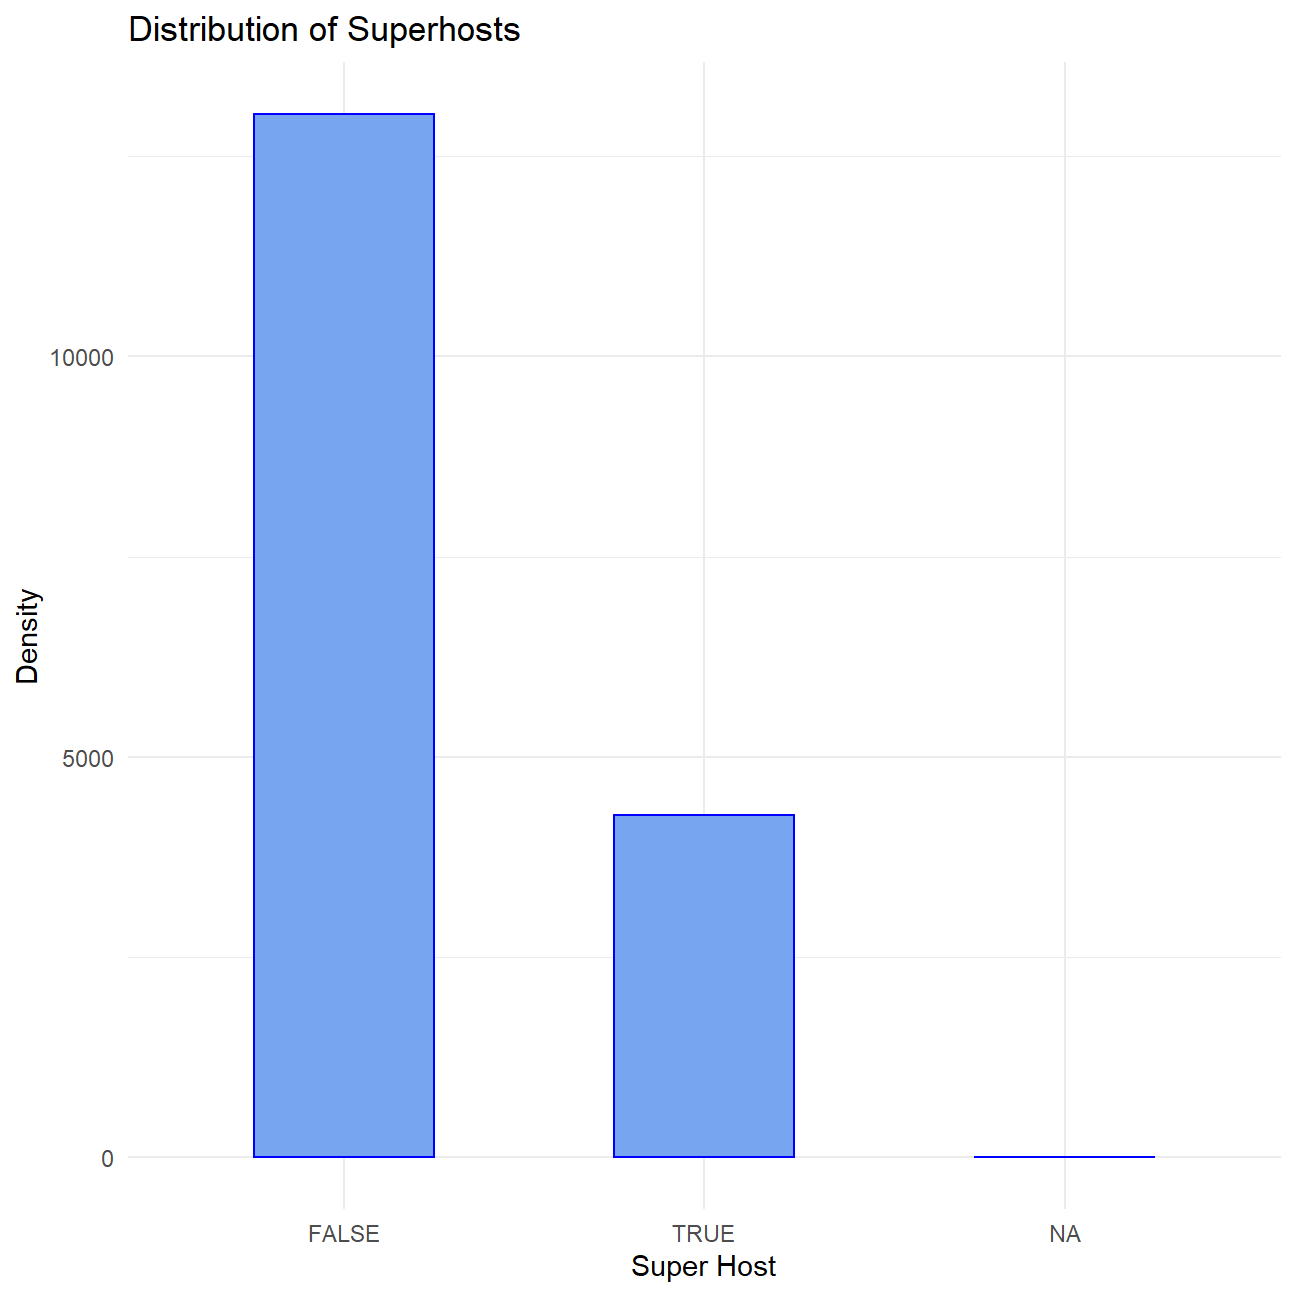 Distribution of Superhosts
Density
10000
5000
0
FALSE TRUE NA
Super Host